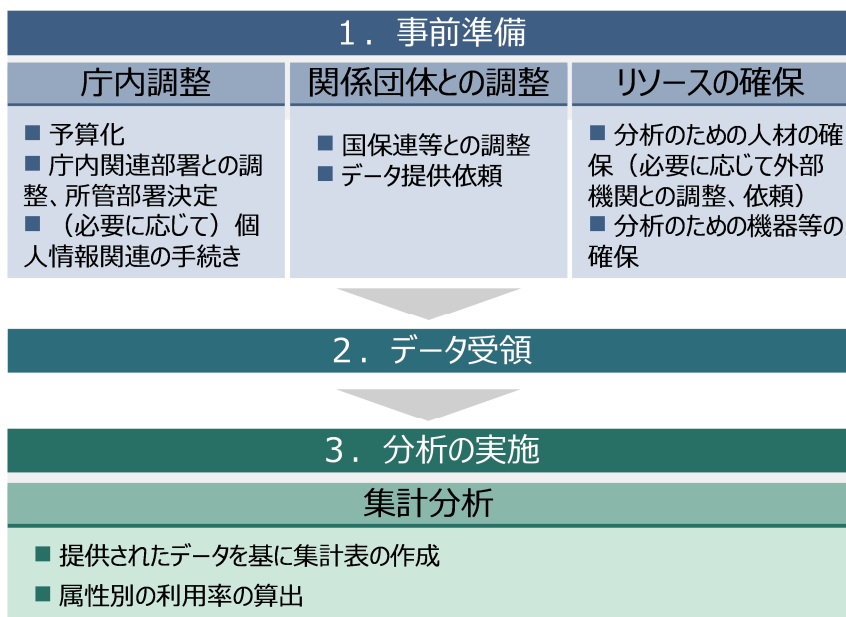 １．事前準備
庁内調整
■ 予算化
■ 庁内関連部署との調
整、所管部署決定
■ （必要に応じて）個
人情報関連の手続き
関係団体との調整
■ 国保連等との調整
■ データ提供依頼
リソースの確保
■ 分析のための人材の確
保（必要に応じて外部
機関との調整、依頼）
■ 分析のための機器等の
確保
２．データ受領
３．分析の実施
集計分析
■ 提供されたデータを基に集計表の作成
■ 属性別の利用率の算出